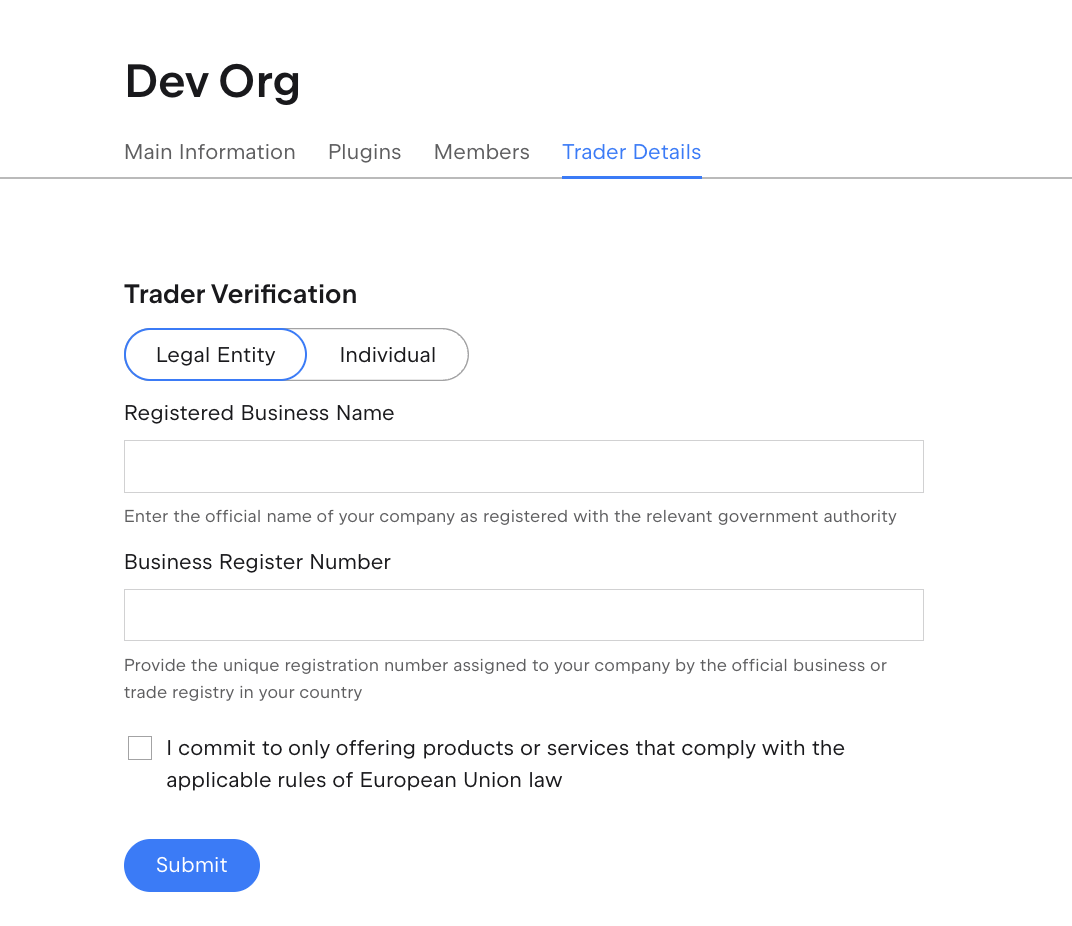 Dev Org
Main Information Plugins Members Trader Details
Trader Verification
Legal Entity Individual
Registered Business Name
Enter the official name of your company as registered with the relevant government authority
Business Register Number
Provide the unique registration number assigned to your company by the official business or
trade registry in your country
I commit to only offering products or services that comply with the
applicable rules of European Union law
Submit